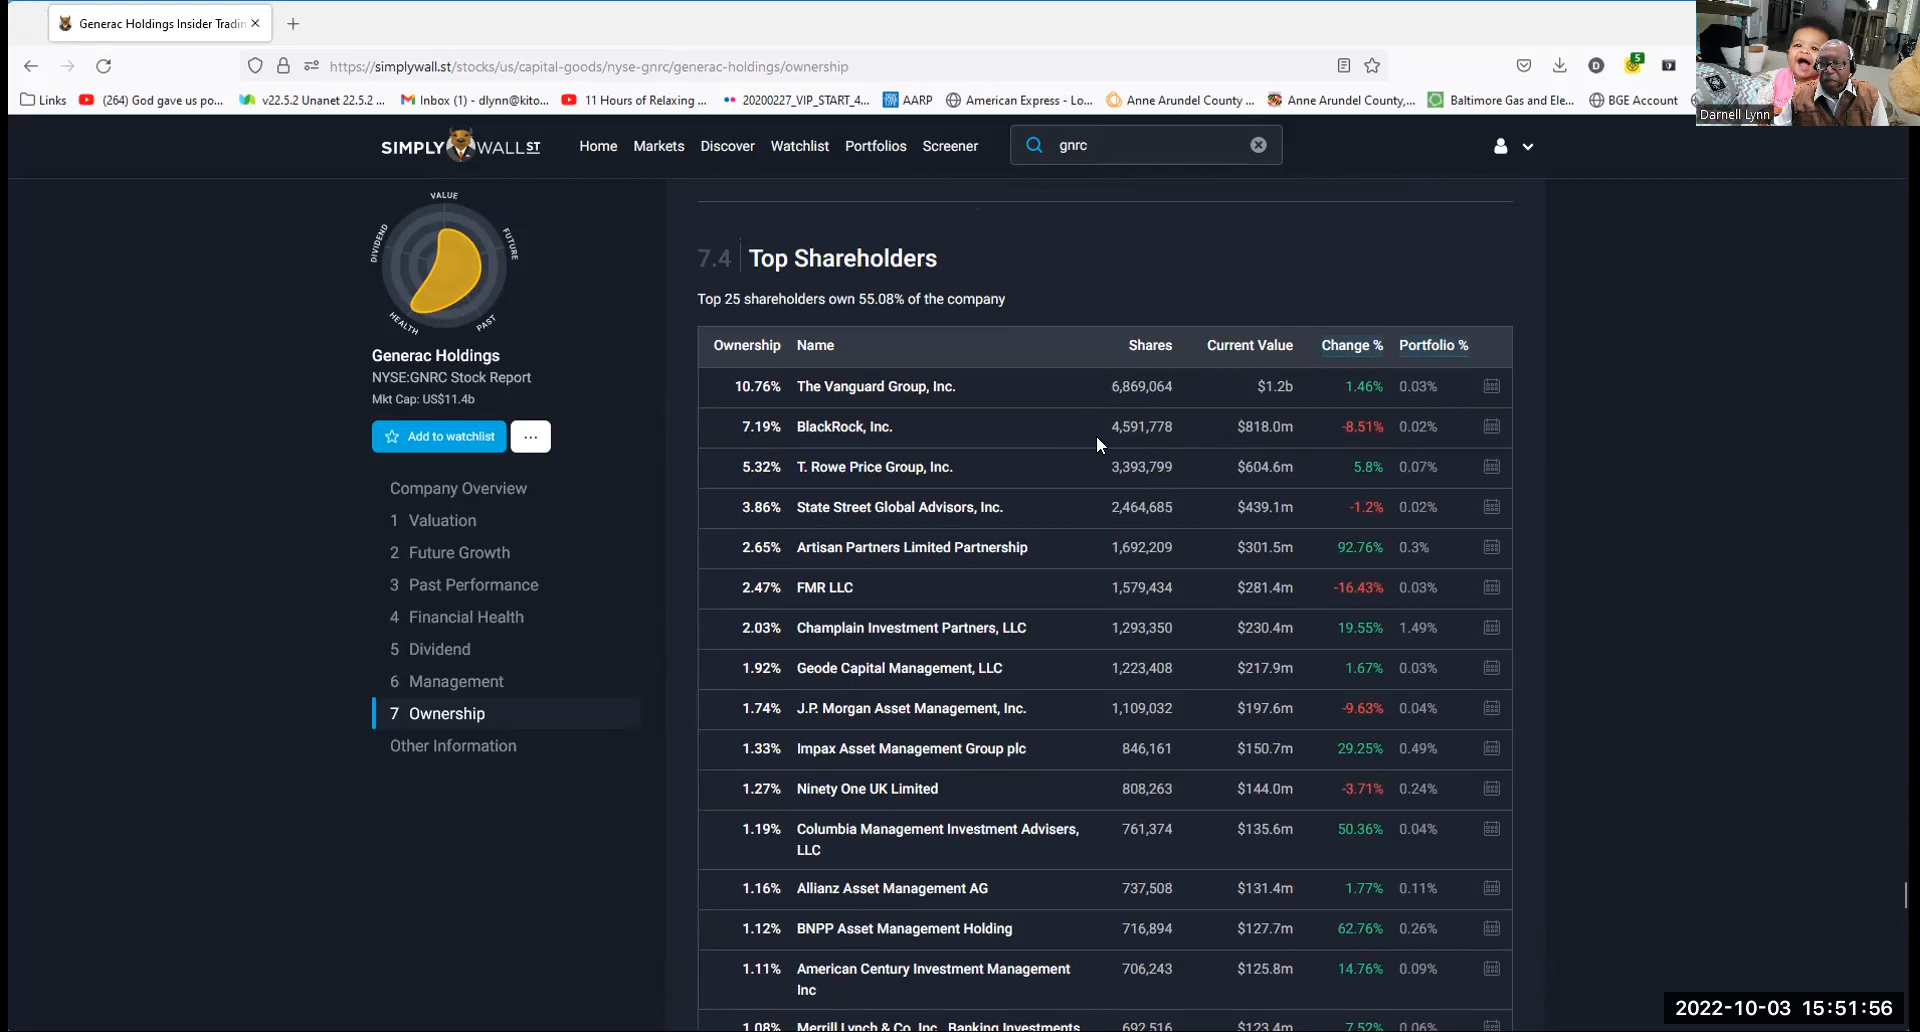 Generac Holdings Insider Tradin
https://simplywall.st/stocks/us/capital-goods/nyse-gnrc/generac-holdings/ownership
D
5
Links
(264) God gave us po...
v22.5.2 Unanet 22.5.2 ...
Inbox (1) - dlynn@kito...
11 Hours of Relaxing ...
20200227_VIP_START_4...
AARP
American Express - Lo...
Anne Arundel County ...
Anne Arundel County,...
Baltimore Gas and Ele...
BGE Account
Darnell Lynn
SIMPLY WALL ST
Home Markets Discover Watchlist Portfolios Screener
gnrc
VALUE
FUTURE
PAST
HEALTH
DIVIDEND
Generac Holdings
NYSE:GNRC Stock Report
Mkt Cap: US$11.4b
Add to watchlist
...
Company Overview
1 Valuation
2 Future Growth
3 Past Performance
4 Financial Health
5 Dividend
6 Management
7 Ownership
Other Information
7.4 Top Shareholders
Top 25 shareholders own 55.08% of the company
Ownership Name Shares Current Value Change % Portfolio %
10.76% The Vanguard Group, Inc. 6,869,064 $1.2b 1.46% 0.03%
7.19% BlackRock, Inc. 4,591,778 $818.0m -8.51% 0.02%
5.32% T. Rowe Price Group, Inc. 3,393,799 $604.6m 5.8% 0.07%
3.86% State Street Global Advisors, Inc. 2,464,685 $439.1m -1.2% 0.02%
2.65% Artisan Partners Limited Partnership 1,692,209 $301.5m 92.76% 0.3%
2.47% FMR LLC 1,579,434 $281.4m -16.43% 0.03%
2.03% Champlain Investment Partners, LLC 1,293,350 $230.4m 19.55% 1.49%
1.92% Geode Capital Management, LLC 1,223,408 $217.9m 1.67% 0.03%
1.74% J.P. Morgan Asset Management, Inc. 1,109,032 $197.6m -9.63% 0.04%
1.33% Impax Asset Management Group plc 846,161 $150.7m 29.25% 0.49%
1.27% Ninety One UK Limited 808,263 $144.0m -3.71% 0.24%
1.19% Columbia Management Investment Advisers, 761,374 $135.6m 50.36% 0.04%
LLC
1.16% Allianz Asset Management AG 737,508 $131.4m 1.77% 0.11%
1.12% BNPP Asset Management Holding 716,894 $127.7m 62.76% 0.26%
1.11% American Century Investment Management 706,243 $125.8m 14.76% 0.09%
Inc
1.08% Merrill Lynch & Co. Inc., Banking Investments 692,516 $123.4m 7.52% 0.06%
2022-10-03 15:51:56